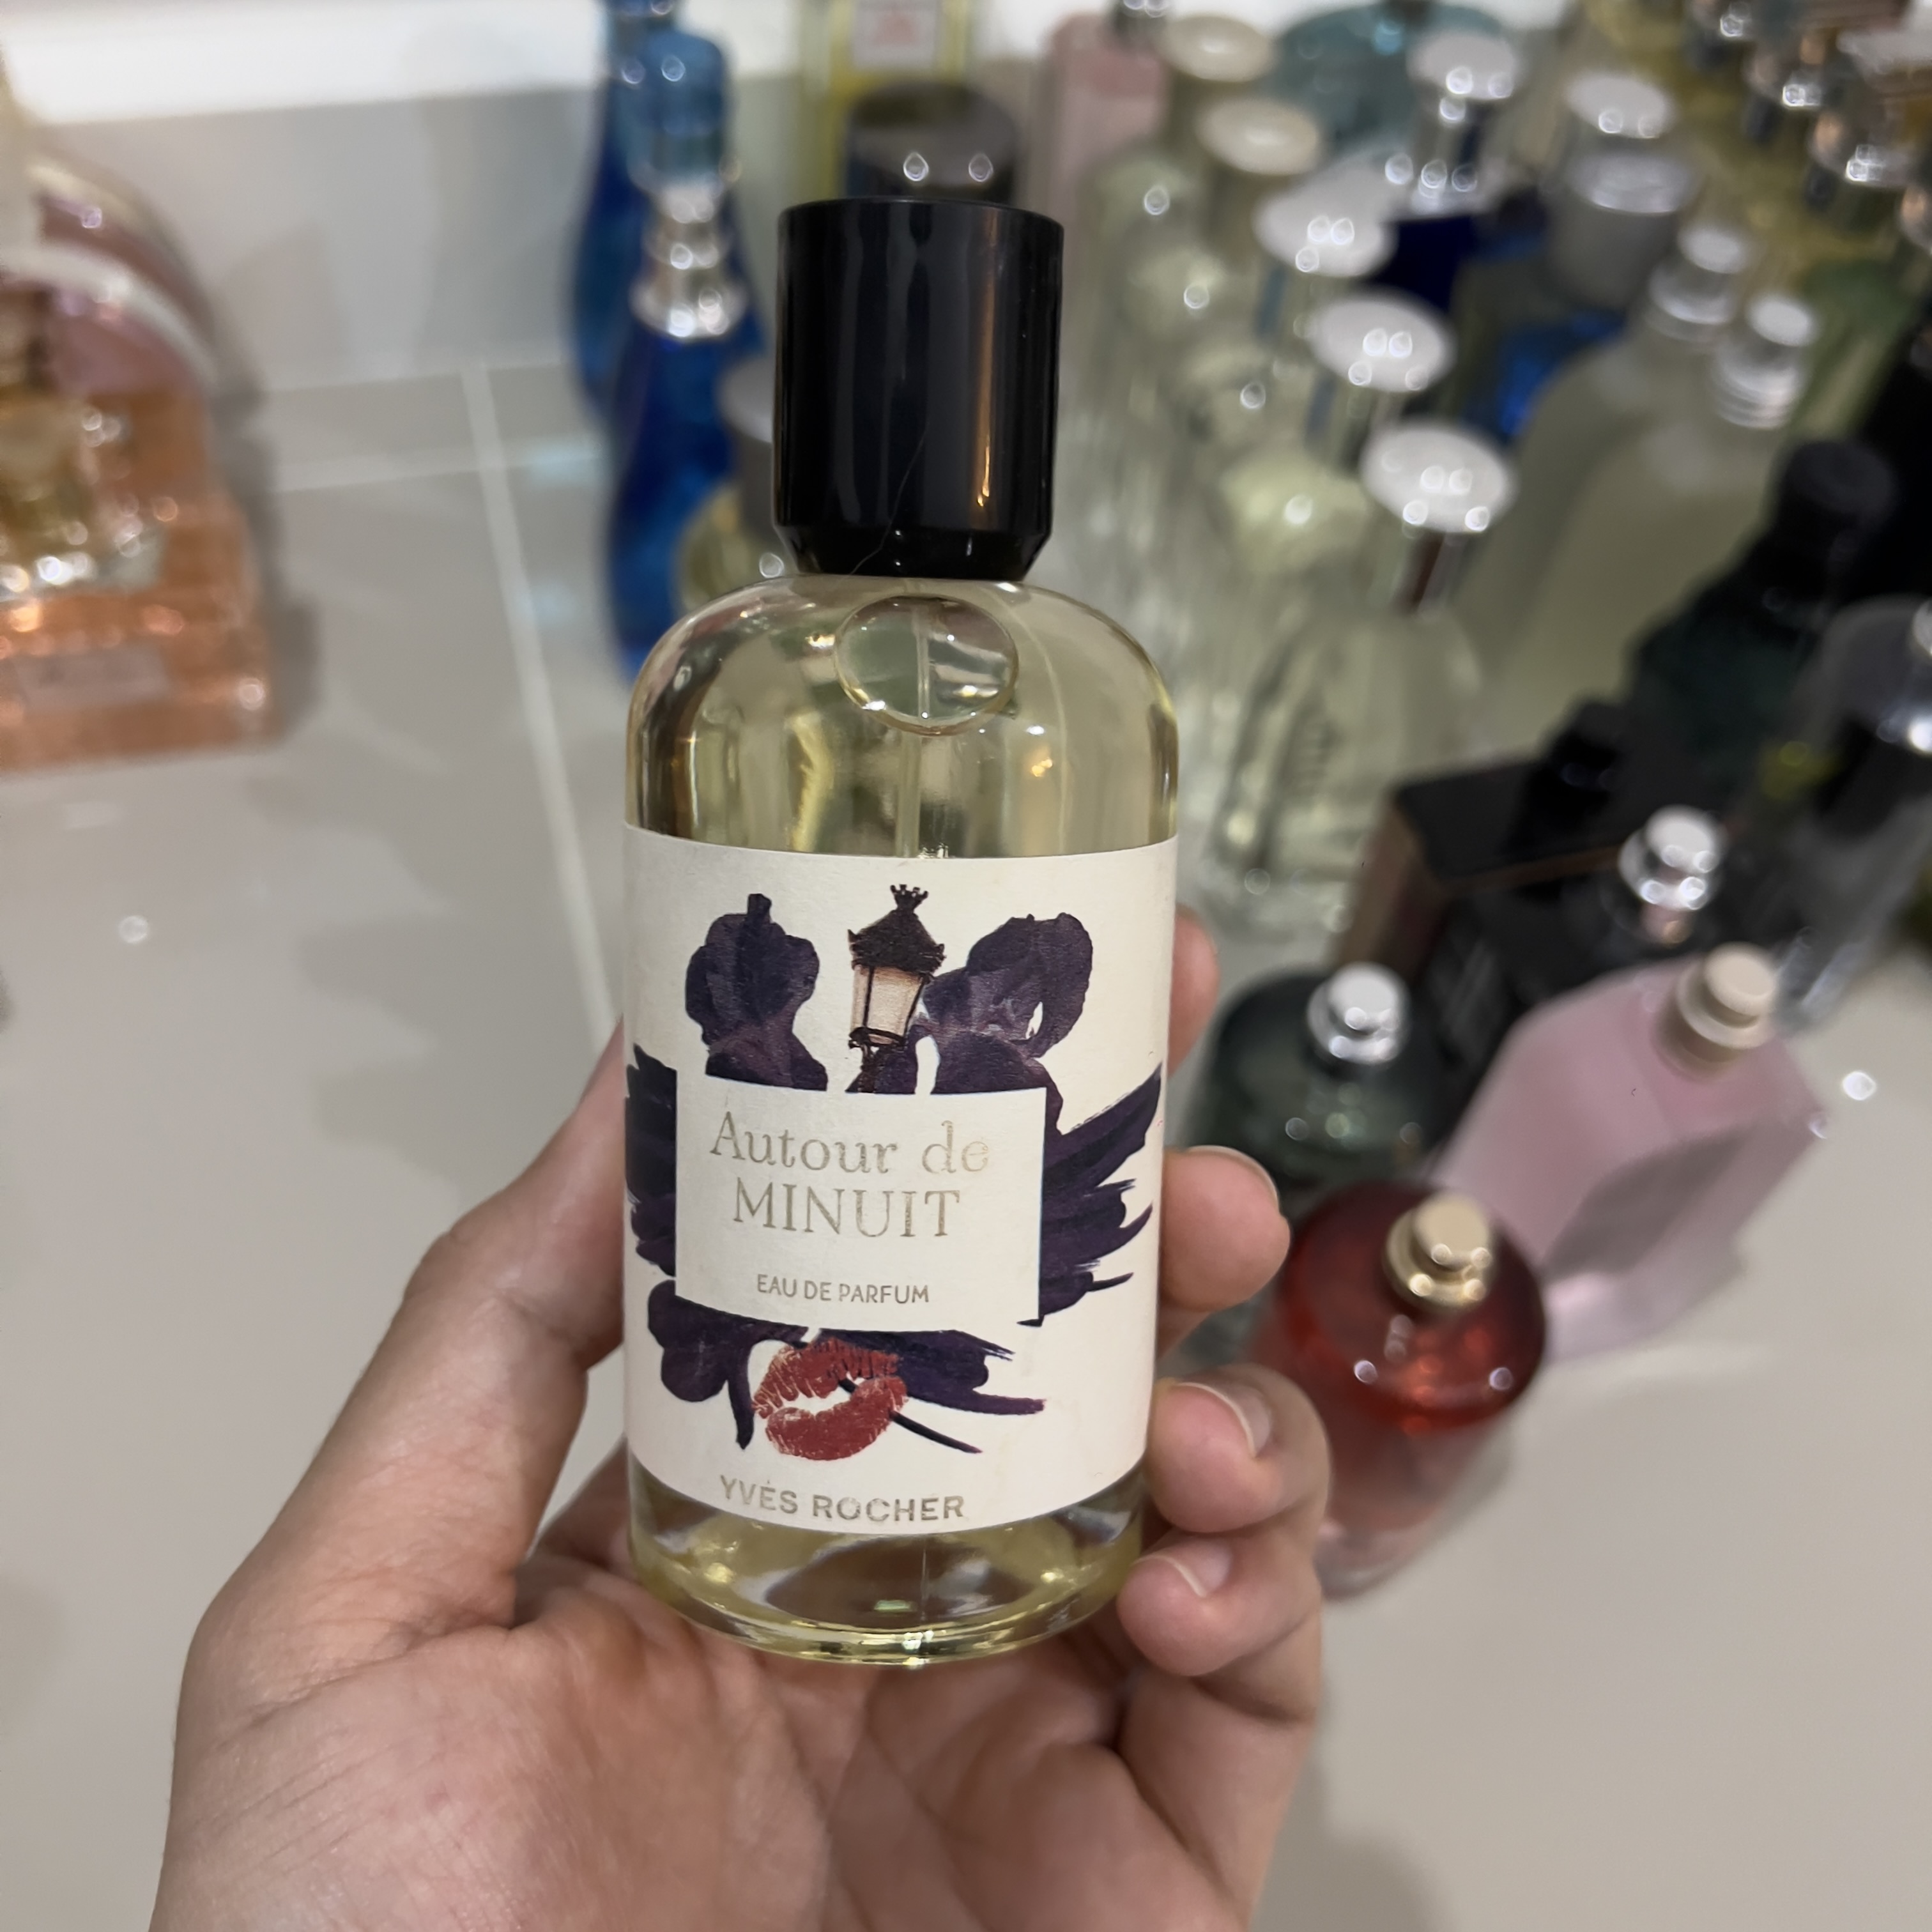 Autour de
MINUIT
EAU DE PARFUM
YVES ROCHER